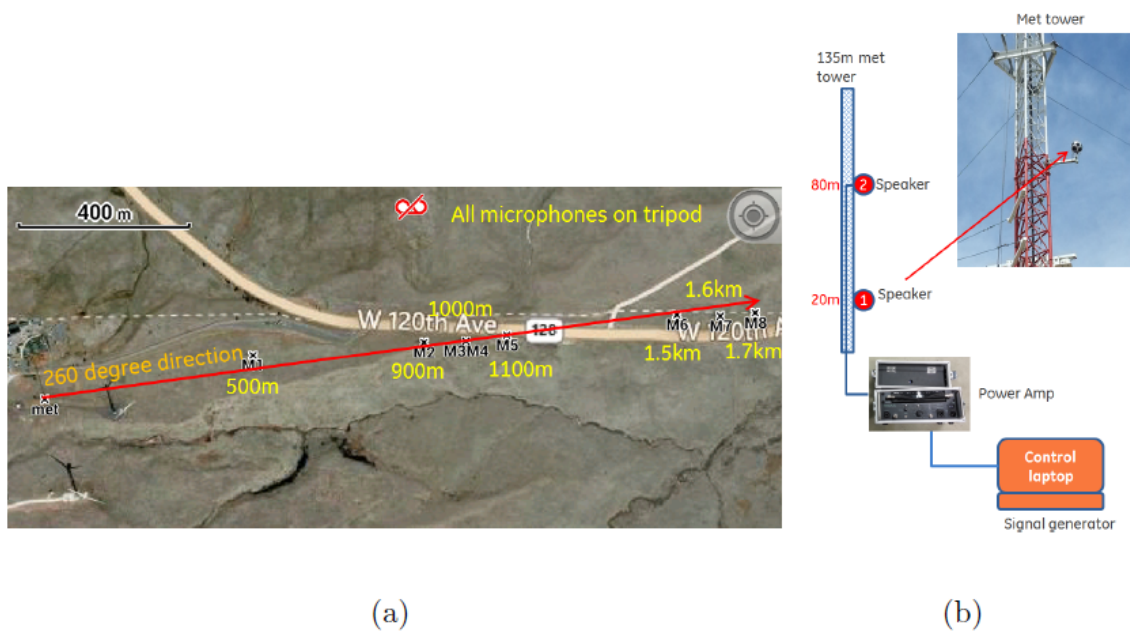 400 m
All microphones on tripod
1000m
1.6km
W 120th Ave
128
W 120th A
M6
M7
M8
M1
M2
M3M4
M5
260 degree direction
500m
900m
1100m
1.5km
1.7km
met
(a)
Met tower
135m met
tower
80m
2
Speaker
20m
1
Speaker
Power Amp
Control
laptop
Signal generator
(b)